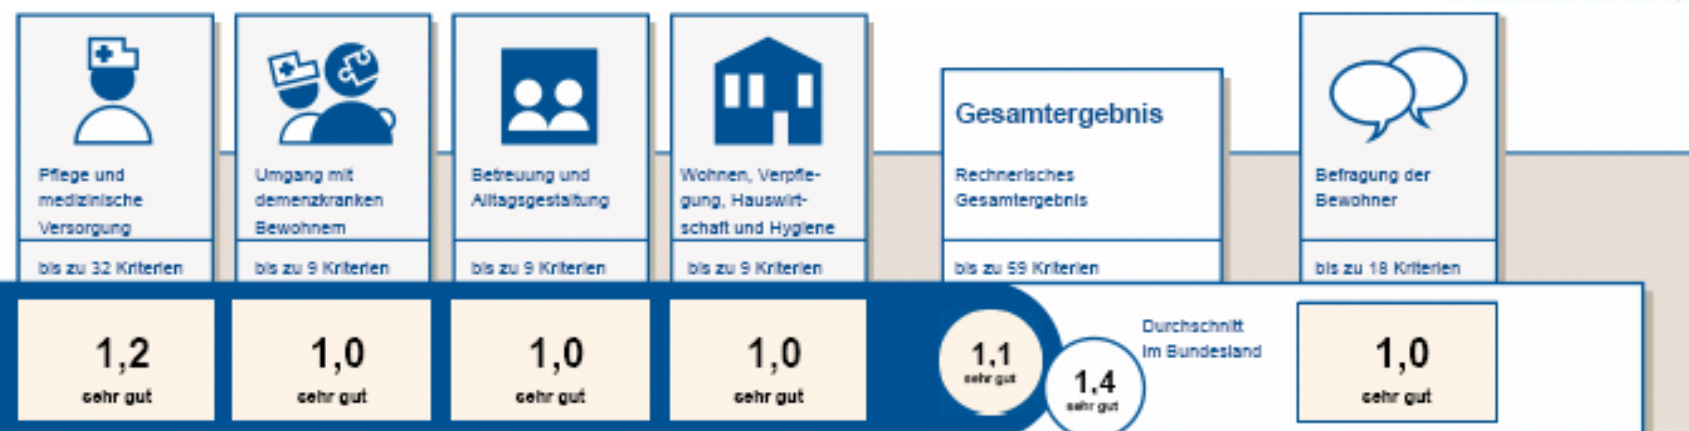 Pflege und
medizinische
Versorgung
bis zu 32 Kriterien
1,2
sehr gut
Umgang mit
demenzkranken
Bewohnern
bis zu 9 Kriterien
1,0
sehr gut
Betreuung und
Alltagsgestaltung
bis zu 9 Kriterien
1,0
sehr gut
Wohnen, Verpfle-
gung, Hauswirt-
schaft und Hygiene
bis zu 9 Kriterien
1,0
sehr gut
Gesamtergebnis
Rechnerisches
Gesamtergebnis
bis zu 59 Kriterien
1,1
sehr gut
1,4
sehr gut
Durchschnitt
im Bundesland
Befragung der
Bewohner
bis zu 18 Kriterien
1,0
sehr gut